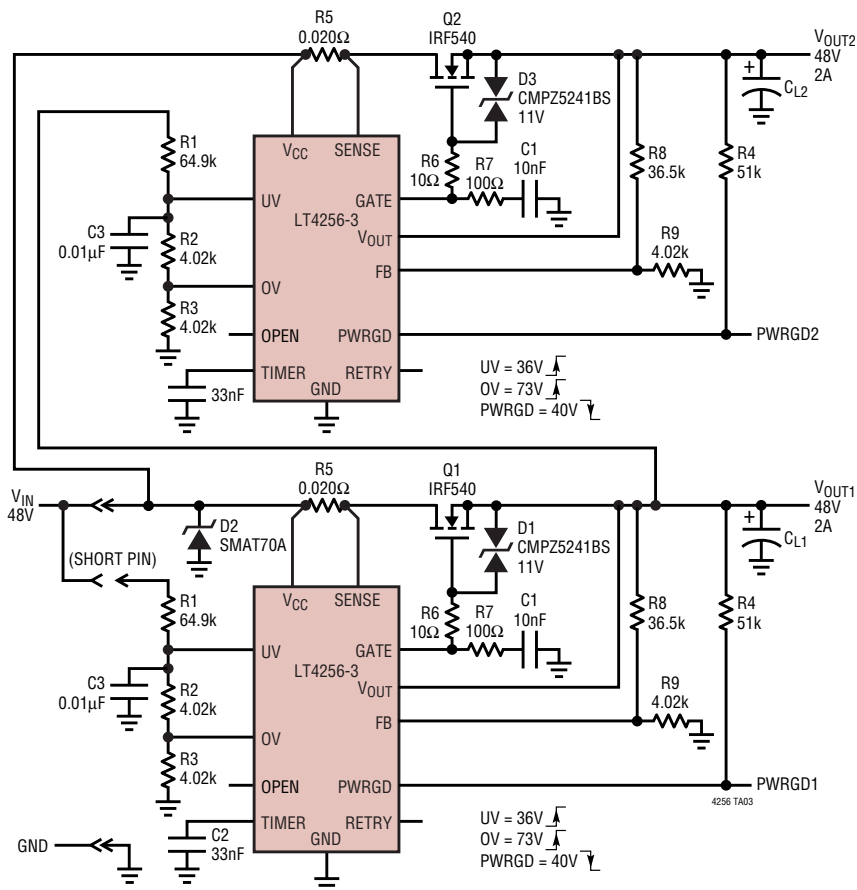 R5
0.020Ω
Q2
IRF540
VOUT2
48V
2A
D3
CMPZ5241BS
11V
+
CL2
R1
64.9k
VCC
SENSE
R6
10Ω
R7
100Ω
C1
10nF
R8
36.5k
R4
51k
UV
GATE
LT4256-3
C3
0.01μF
R2
4.02k
VOUT
R9
4.02k
FB
OV
R3
4.02k
OPEN
PWRGD
PWRGD2
TIMER
RETRY
33nF
GND
UV = 36V
OV = 73V
PWRGD = 40V
VIN
48V
R5
0.020Ω
Q1
IRF540
VOUT1
48V
2A
D2
SMAT70A
D1
CMPZ5241BS
11V
+
CL1
(SHORT PIN)
R1
64.9k
VCC
SENSE
R6
10Ω
R7
100Ω
C1
10nF
R8
36.5k
R4
51k
UV
GATE
LT4256-3
C3
0.01μF
R2
4.02k
VOUT
R9
4.02k
FB
OV
R3
4.02k
OPEN
PWRGD
PWRGD1
4256 TA03
TIMER
RETRY
C2
33nF
GND
GND
UV = 36V
OV = 73V
PWRGD = 40V